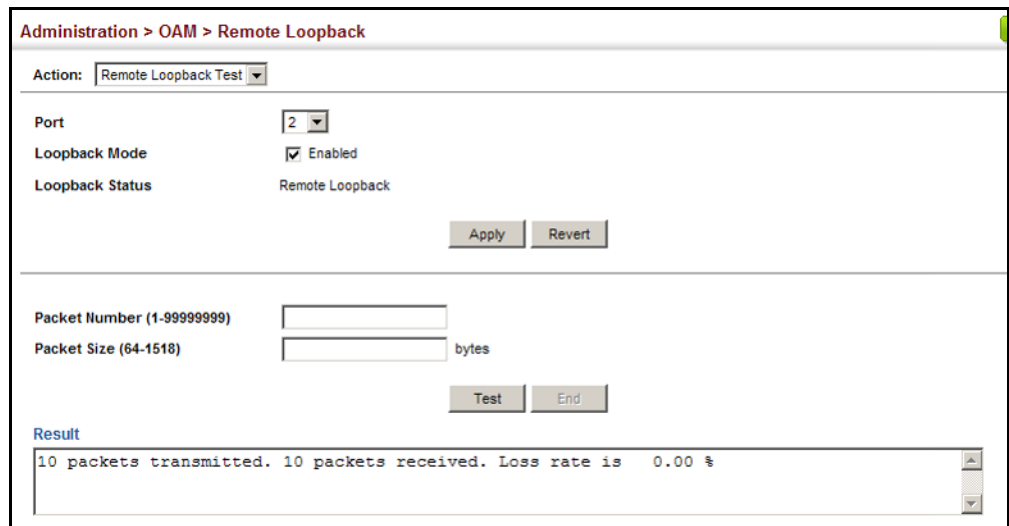 Administration > OAM > Remote Loopback
Action: Remote Loopback Test
Port 2
Loopback Mode Enabled
Loopback Status Remote Loopback
Apply Revert
Packet Number (1-99999999)
Packet Size (64-1518) bytes
Test End
Result
10 packets transmitted. 10 packets received. Loss rate is   0.00 %